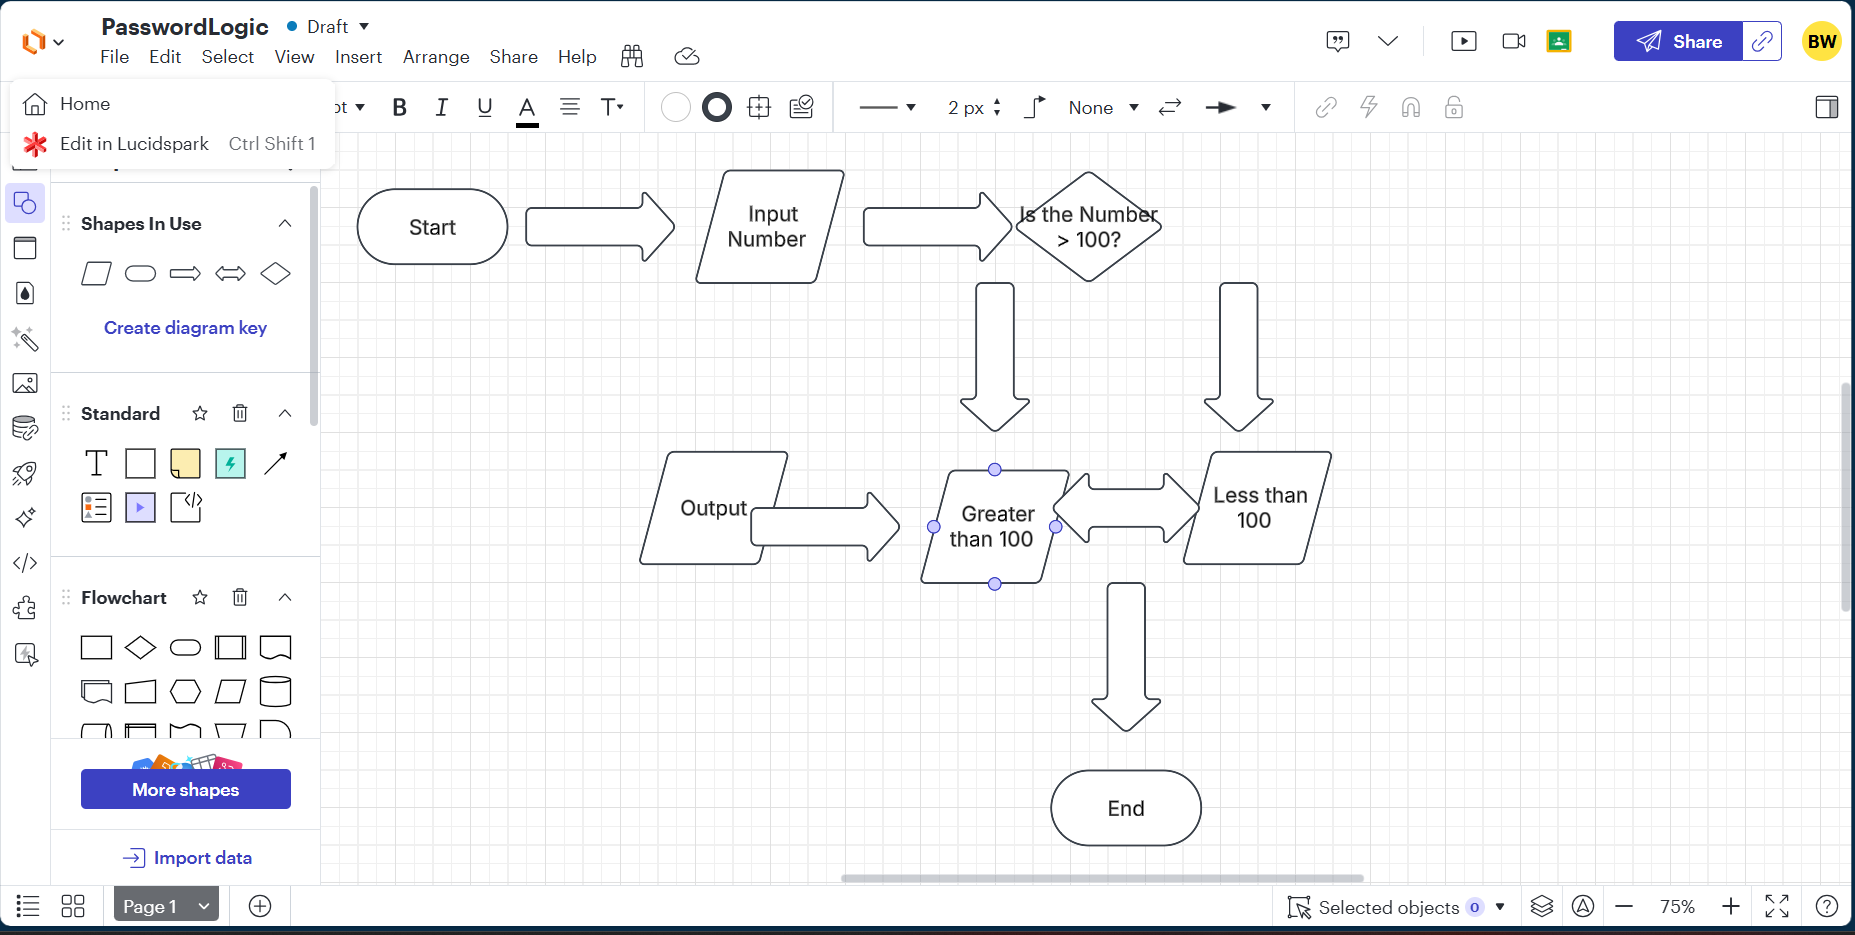 PasswordLogic
Draft
File Edit Select View Insert Arrange Share Help
Share
BW
Home
Edit in Lucidspark Ctrl Shift 1
pt
B I U A T
2 px
None
Shapes In Use
Create diagram key
Standard
T
Flowchart
More shapes
Import data
Start
Input
Number
Is the Number
> 100?
Output
Greater
than 100
Less than
100
End
Page 1
Selected objects 0
75%